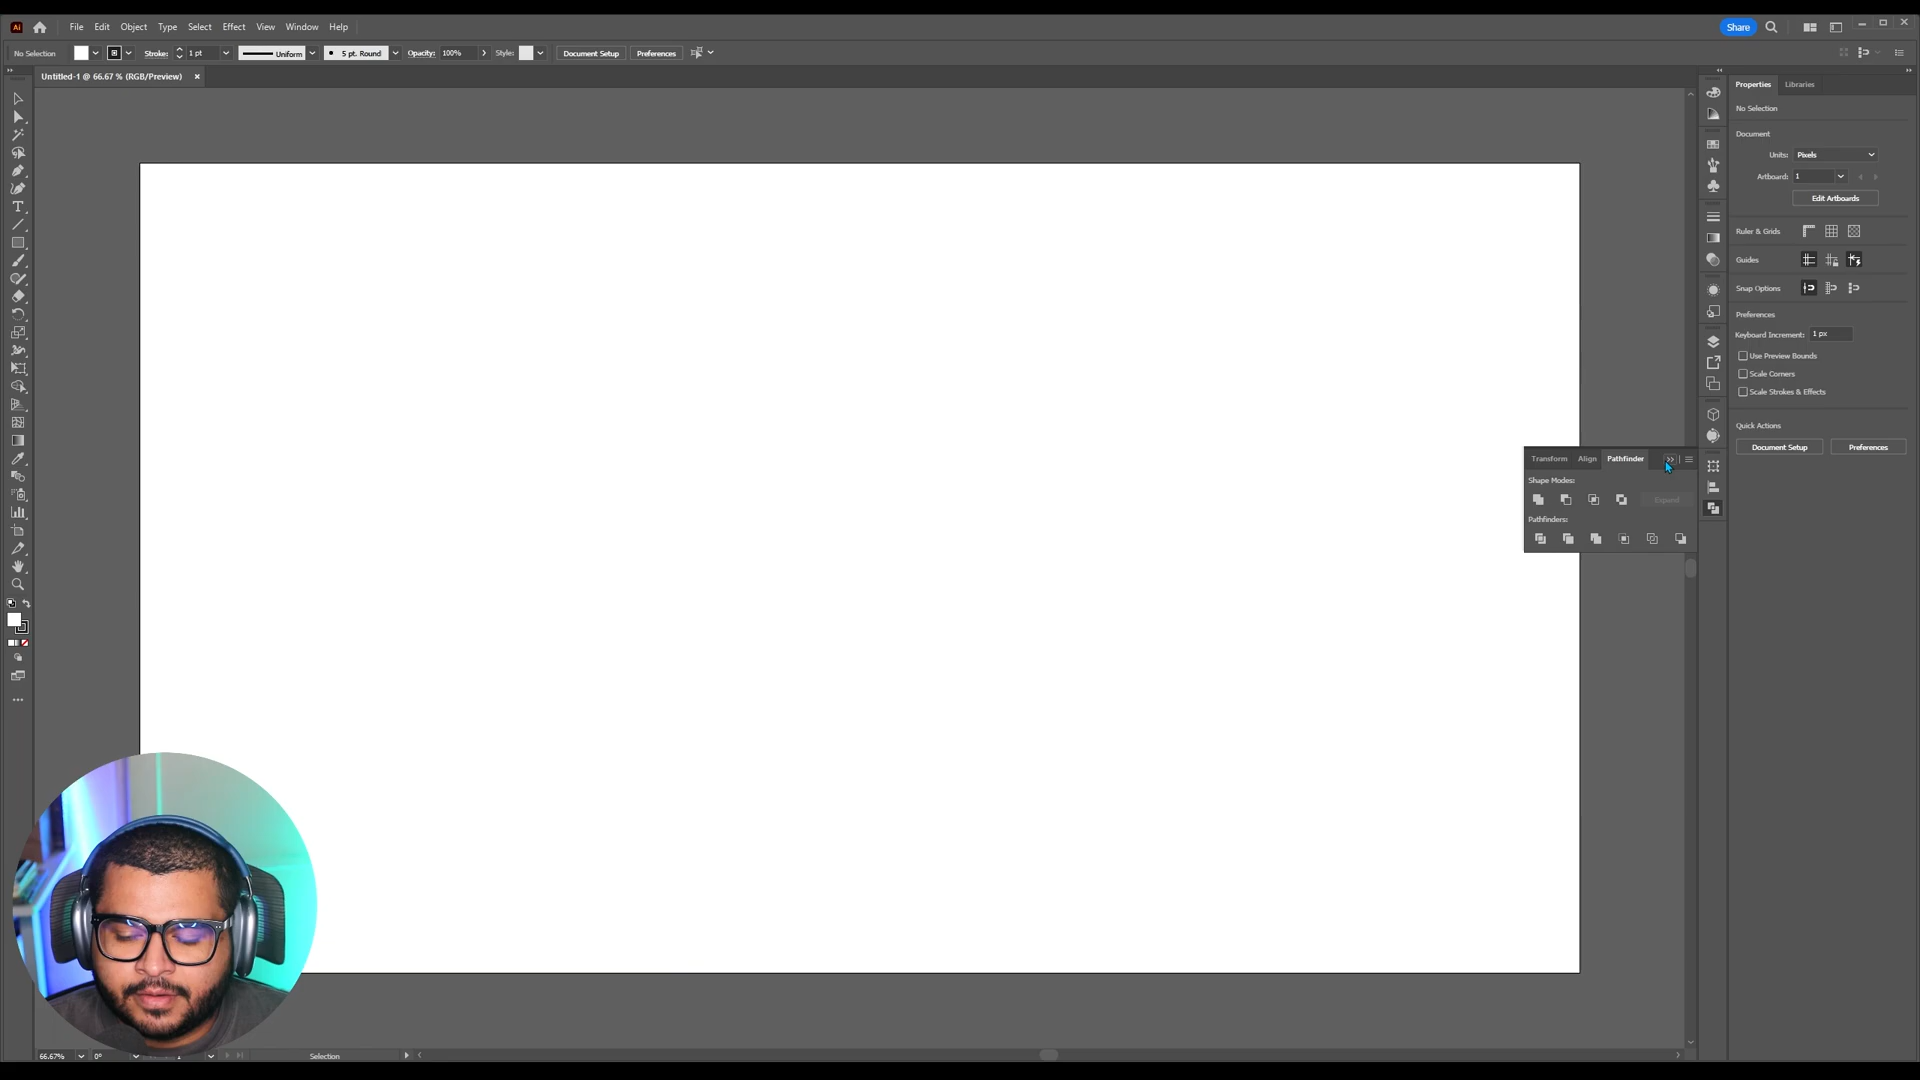 Ai File Edit Object Type Select Effect View Window Help Share
No Selection Stroke: 1 pt Uniform 5 pt. Round Opacity: 100% Style: Document Setup Preferences
Untitled-1 @ 66.67 % (RGB/Preview) ×
Properties Libraries
No Selection
Document
Units: Pixels
Artboard: 1
Edit Artboards
Ruler & Grids
Guides
Snap Options
Preferences
Keyboard Increment: 1 px
Use Preview Bounds
Scale Corners
Scale Strokes & Effects
Quick Actions
Document Setup Preferences
Transform Align Pathfinder
Shape Modes:
Expand
Pathfinders:
66.67% 0° Selection